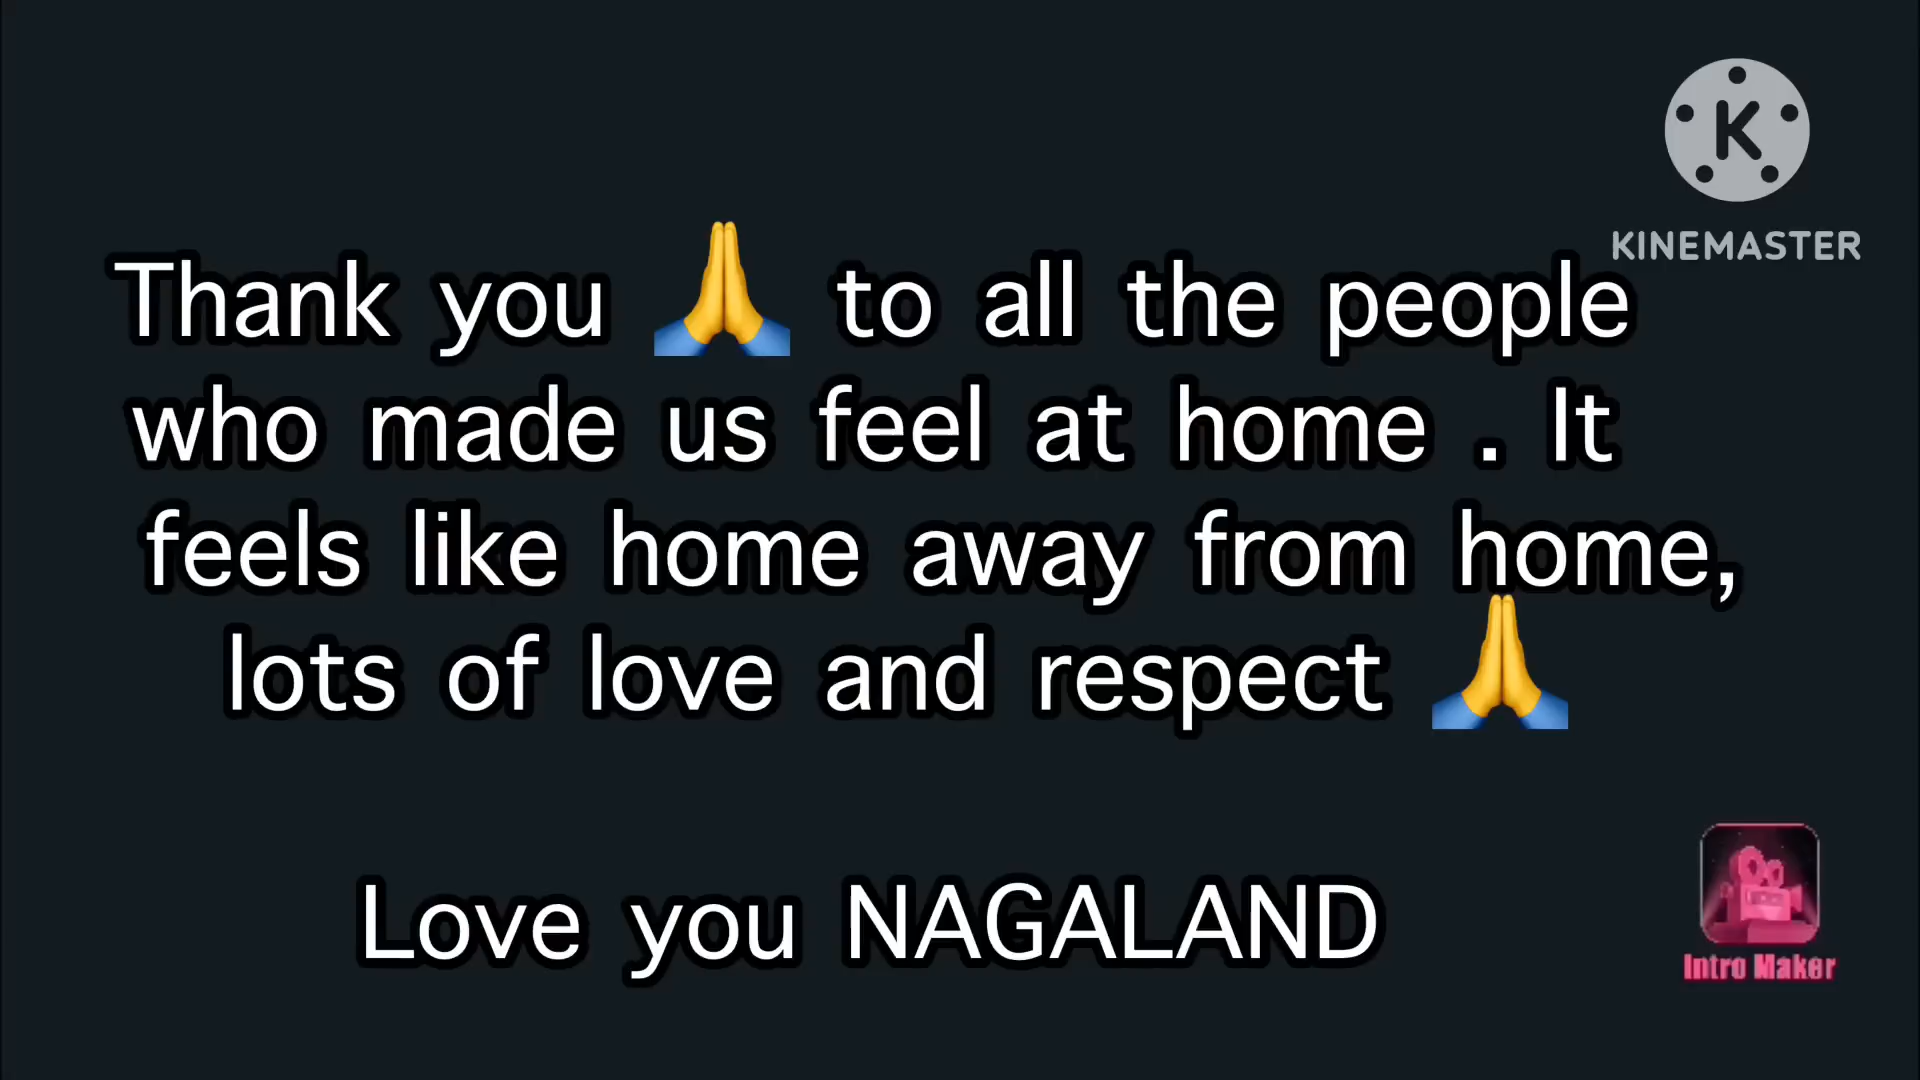 K
KINEMASTER
Thank you 🙏 to all the people
who made us feel at home . It
feels like home away from home,
lots of love and respect 🙏
Love you NAGALAND
Intro Maker